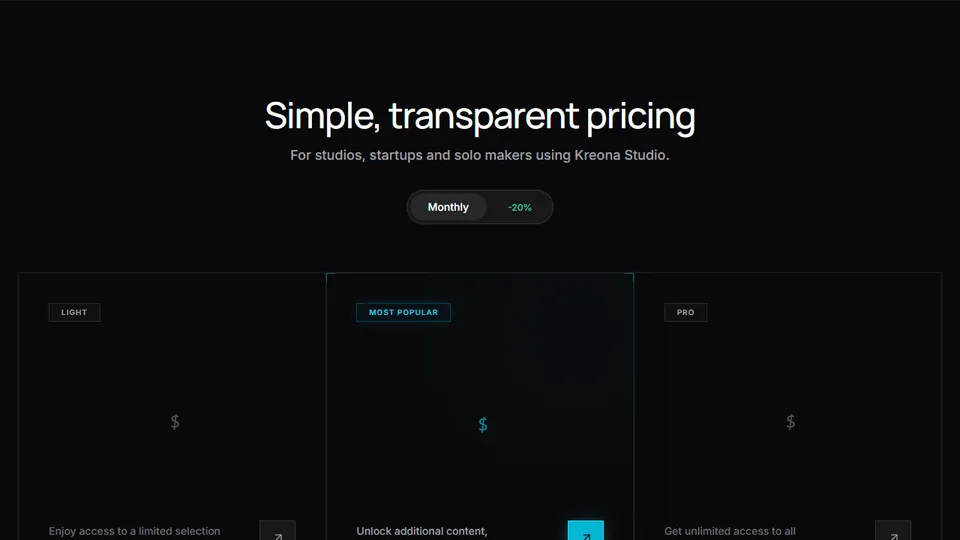 Simple, transparent pricing
For studios, startups and solo makers using Kreona Studio.
Monthly -20%
LIGHT
MOST POPULAR
PRO
$
$
$
Enjoy access to a limited selection
Unlock additional content,
Get unlimited access to all